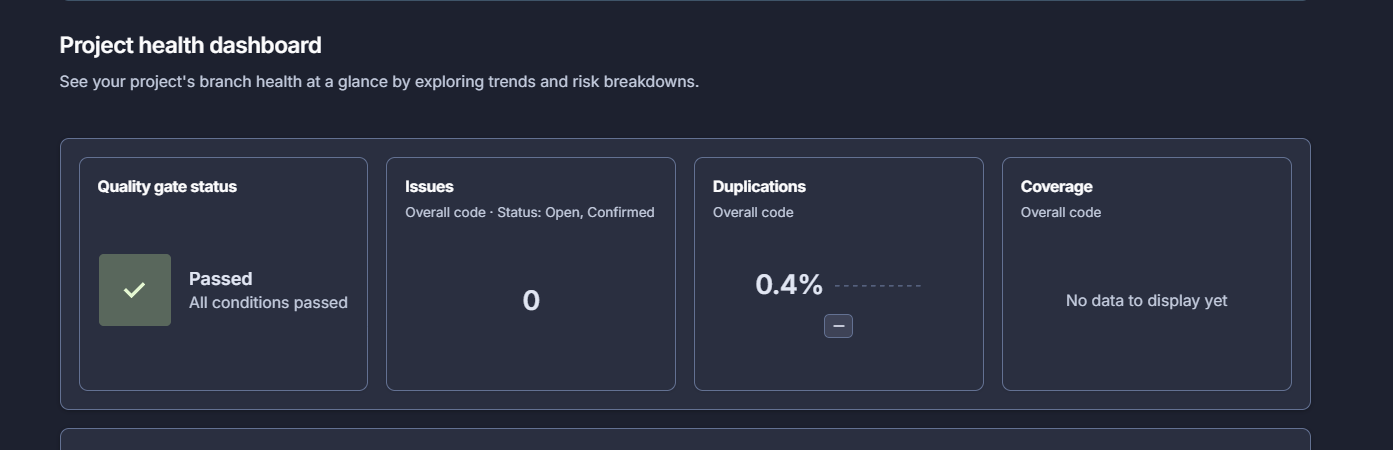 Project health dashboard
See your project's branch health at a glance by exploring trends and risk breakdowns.
Quality gate status
Passed
All conditions passed
Issues
Overall code · Status: Open, Confirmed
0
Duplications
Overall code
0.4%
Coverage
Overall code
No data to display yet